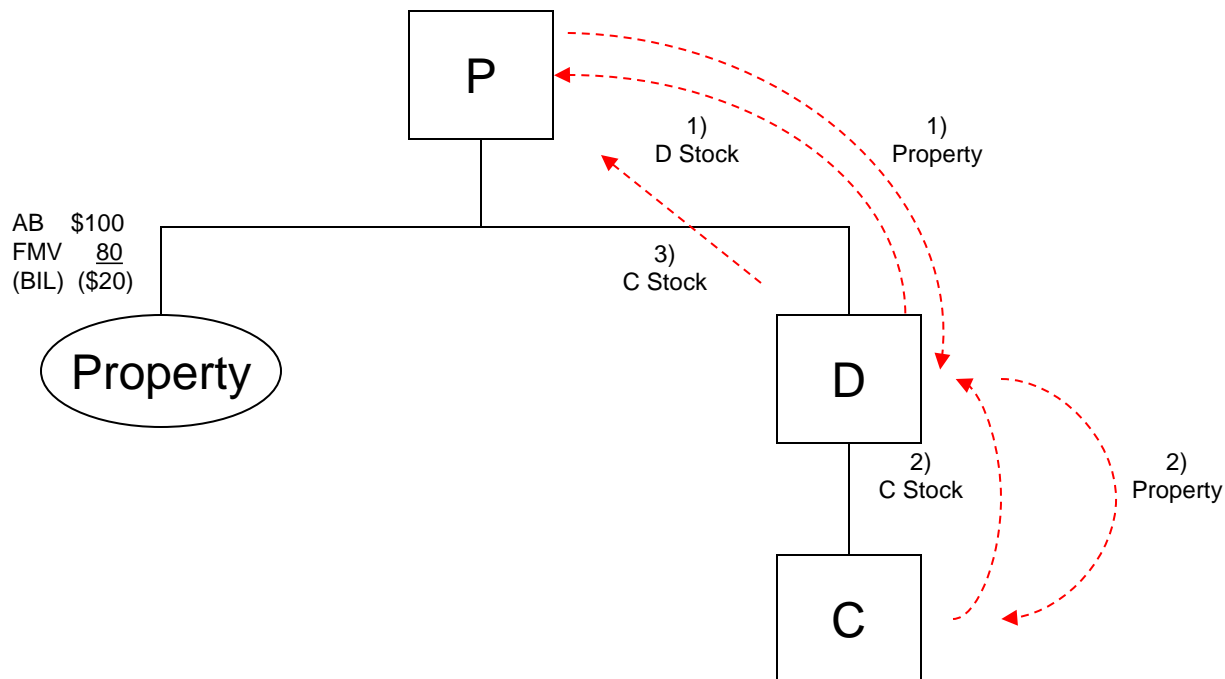 P
1)
D Stock
1)
Property
AB $100
FMV 80
(BIL) ($20)
3)
C Stock
Property
D
2)
C Stock
2)
Property
C